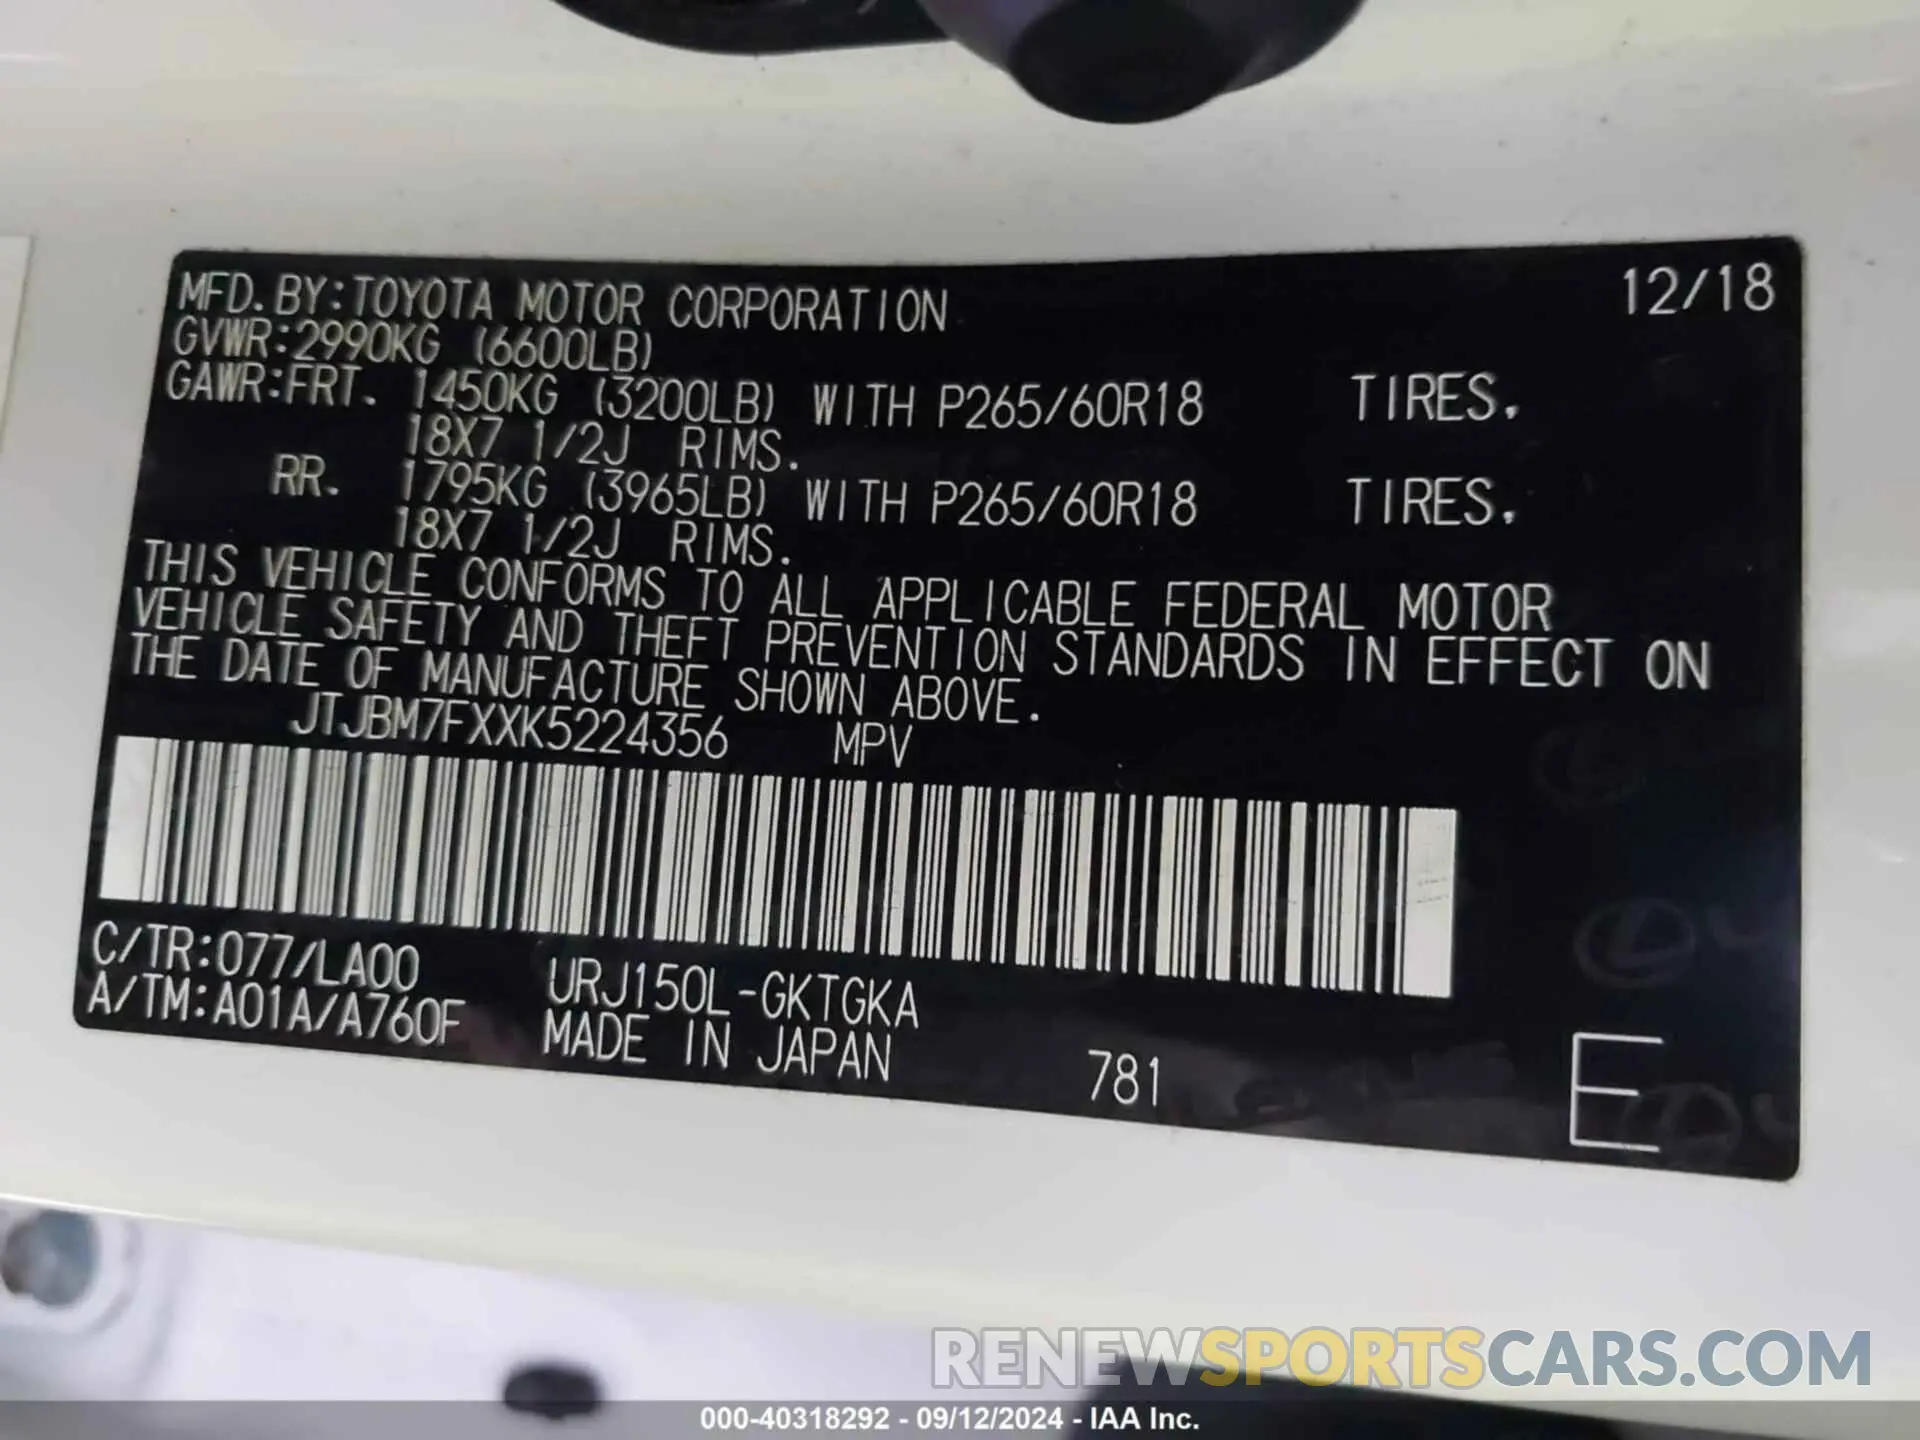 MFD. BY:TOYOTA MOTOR CORPORATION 12/18
GVWR:2990KG (6600LB)
GAWR:FRT. 1450KG (3200LB) WITH P265/60R18 TIRES.
18X7 1/2J RIMS.
RR. 1795KG (3965LB) WITH P265/60R18 TIRES.
18X7 1/2J RIMS.
THIS VEHICLE CONFORMS TO ALL APPLICABLE FEDERAL MOTOR
VEHICLE SAFETY AND THEFT PREVENTION STANDARDS IN EFFECT ON
THE DATE OF MANUFACTURE SHOWN ABOVE.
JTJBM7FXXK5224356 MPV
C/TR:077/LA00 URJ150L-GKTGKA
A/TM:A01A/A760F MADE IN JAPAN 781 E
RENEWSPORTSCARS.COM
000-40318292 - 09/12/2024 - IAA Inc.